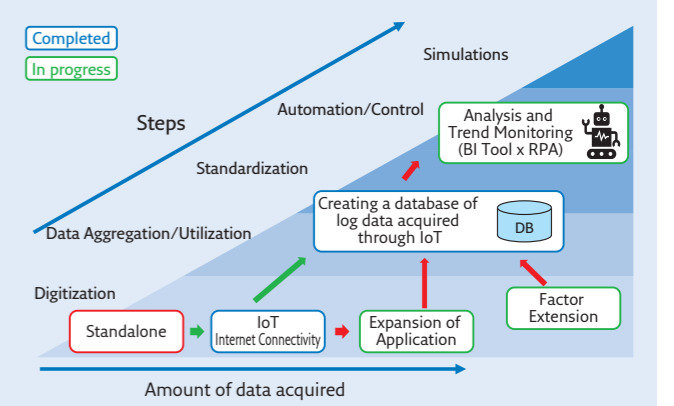 Completed
In progress
Steps
Simulations
Automation/Control
Standardization
Data Aggregation/Utilization
Digitization
Analysis and
Trend Monitoring
(BI Tool x RPA)
Creating a database of
log data acquired
through IoT
DB
Standalone
IoT
Internet Connectivity
Expansion of
Application
Factor
Extension
Amount of data acquired